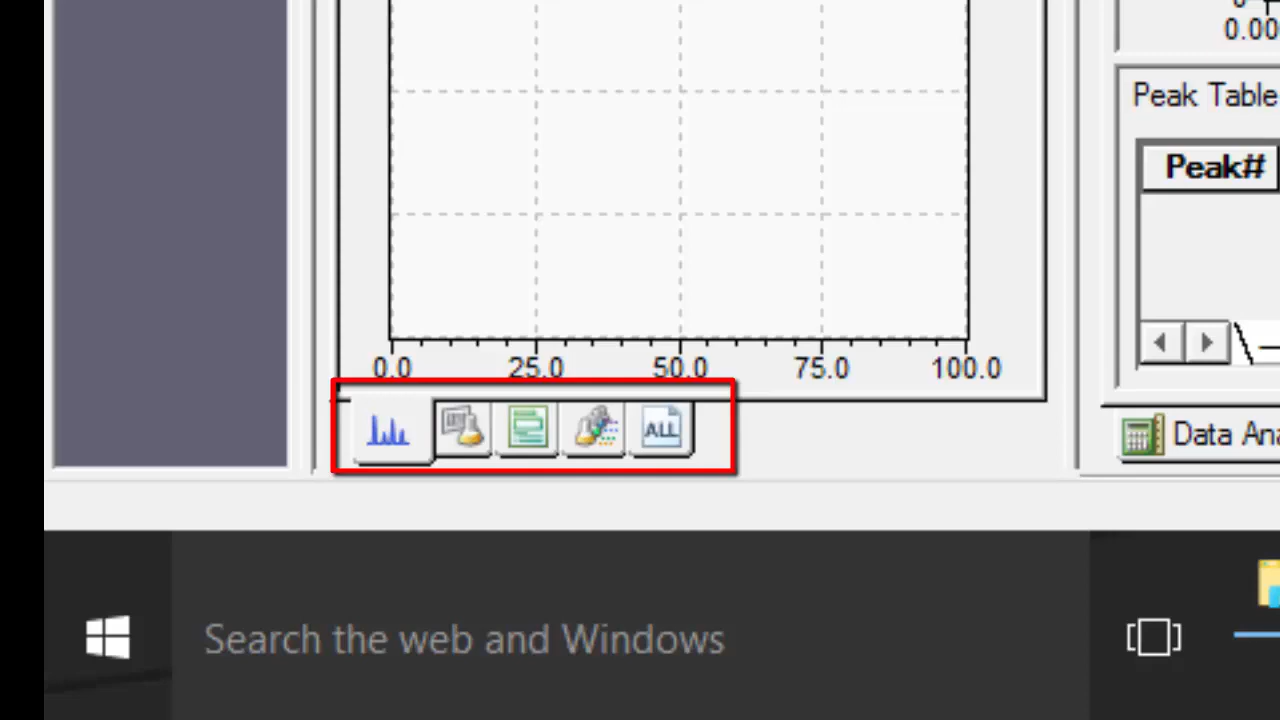 0.00
Peak Table
Peak#
0.0 25.0 50.0 75.0 100.0
ALL
Data Ana
Search the web and Windows